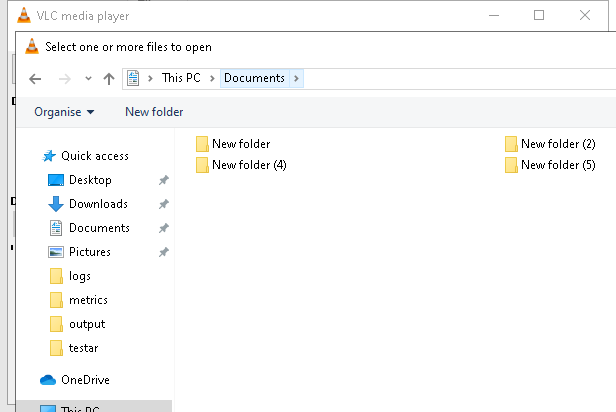 VLC media player
Select one or more files to open
This PC > Documents >
Organise New folder
New folder New folder (2)
New folder (4) New folder (5)
Quick access
Desktop
Downloads
Documents
Pictures
logs
metrics
output
testar
OneDrive
This PC